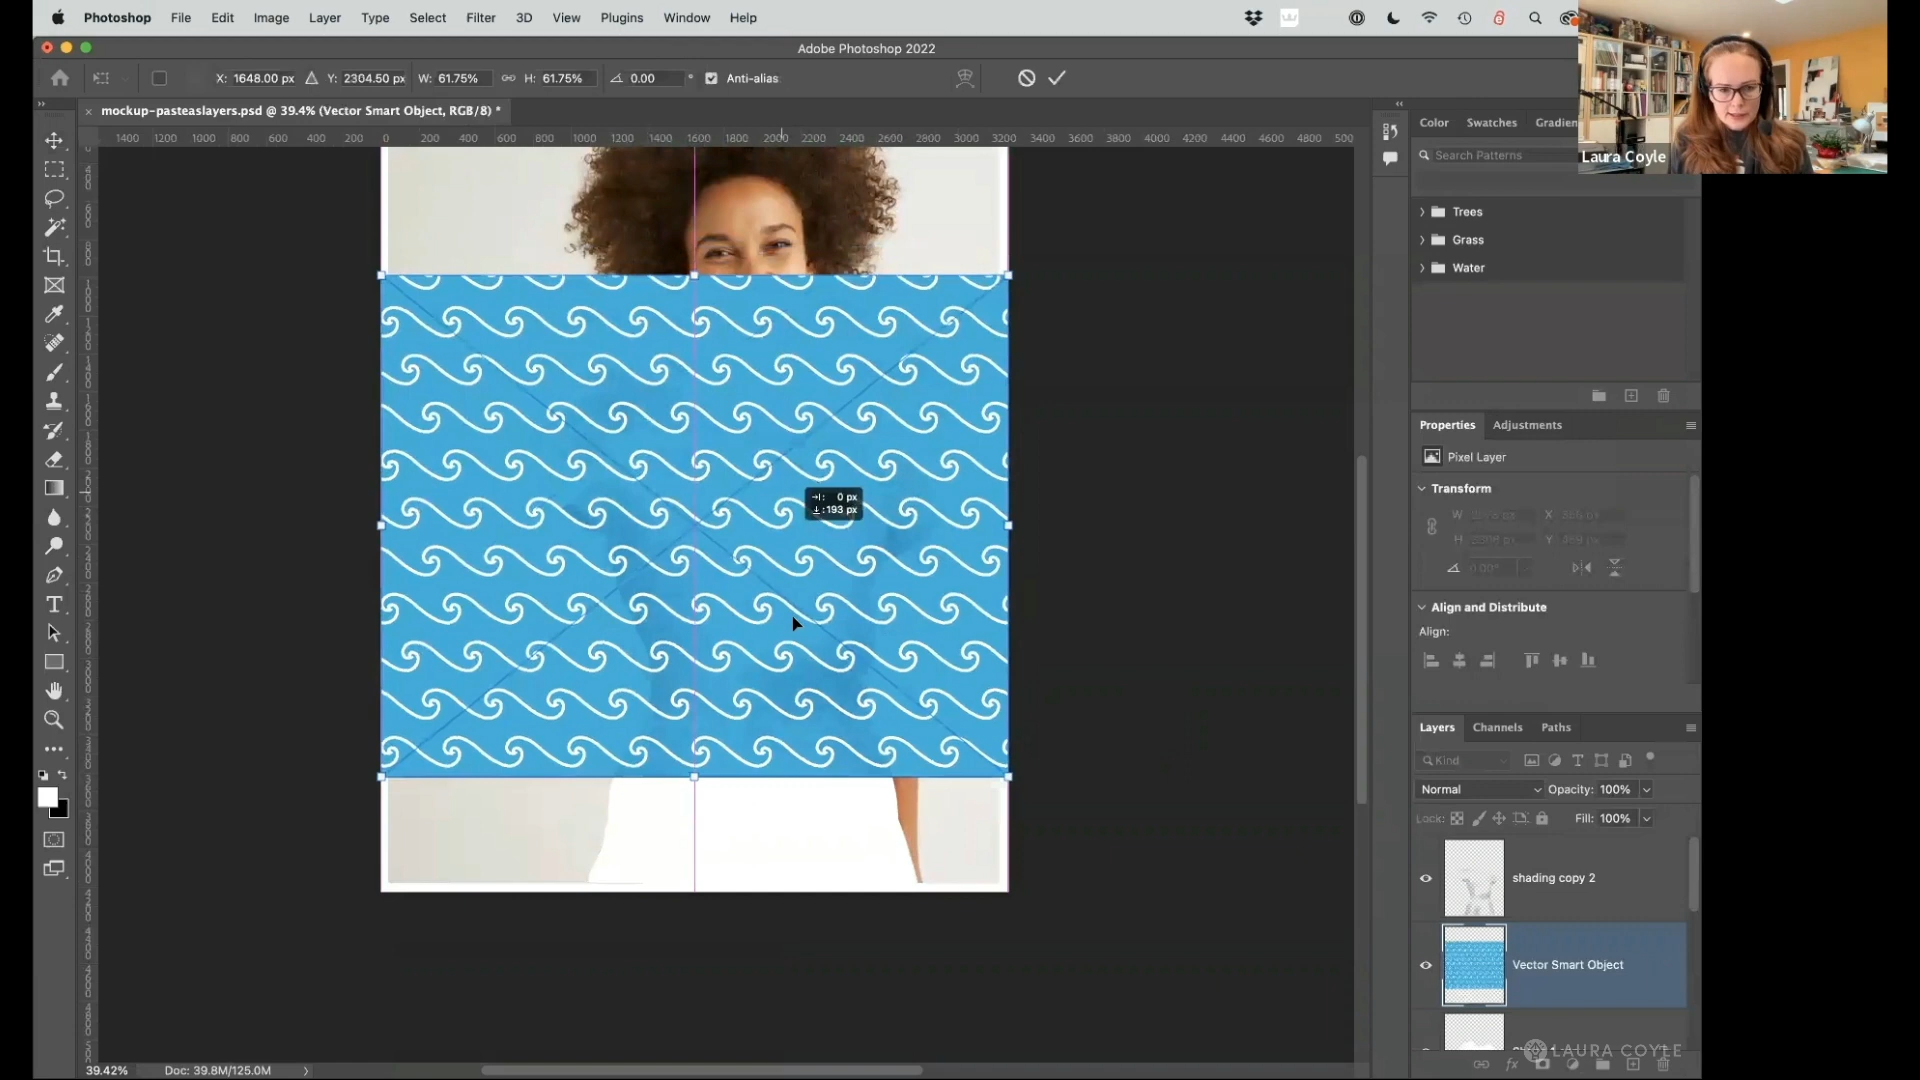 Photoshop File Edit Image Layer Type Select Filter 3D View Plugins Window Help
Adobe Photoshop 2022
X: 1648.00 px Y: 2304.50 px W: 61.75% H: 61.75% 0.00 ° Anti-alias
× mockup-pasteaslayers.psd @ 39.4% (Vector Smart Object, RGB/8) *
1400 1200 1000 800 600 400 200 0 200 400 600 800 1000 1200 1400 1600 1800 2000 2200 2400 2600 2800 3000 3200 3400 3600 3800 4000 4200 4400 4600 4800 500
Laura Coyle
Color Swatches Gradien
Search Patterns
Trees
Grass
Water
0 px
193 px
Properties Adjustments
Pixel Layer
Transform
W X
H Y
0.00°
Align and Distribute
Align:
Layers Channels Paths
Kind
Normal Opacity: 100%
Lock: Fill: 100%
shading copy 2
Vector Smart Object
LAURA COYLE
39.42% Doc: 39.8M/125.0M